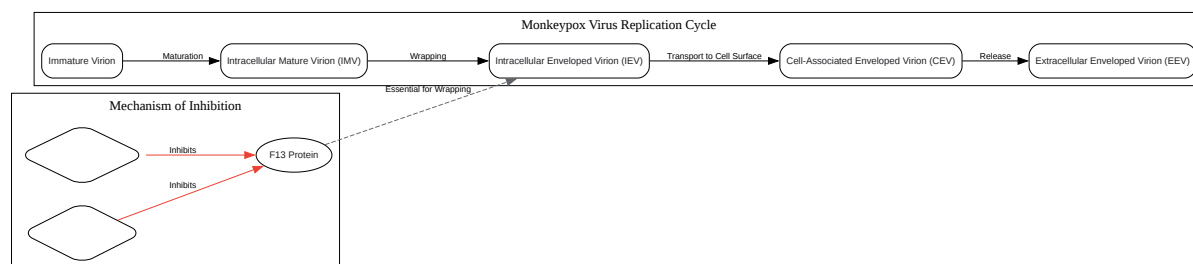 Monkeypox Virus Replication Cycle
Immature Virion
Maturation
Intracellular Mature Virion (IMV)
Wrapping
Intracellular Enveloped Virion (IEV)
Transport to Cell Surface
Cell-Associated Enveloped Virion (CEV)
Release
Extracellular Enveloped Virion (EEV)
Essential for Wrapping
Mechanism of Inhibition
Inhibits
F13 Protein
Inhibits